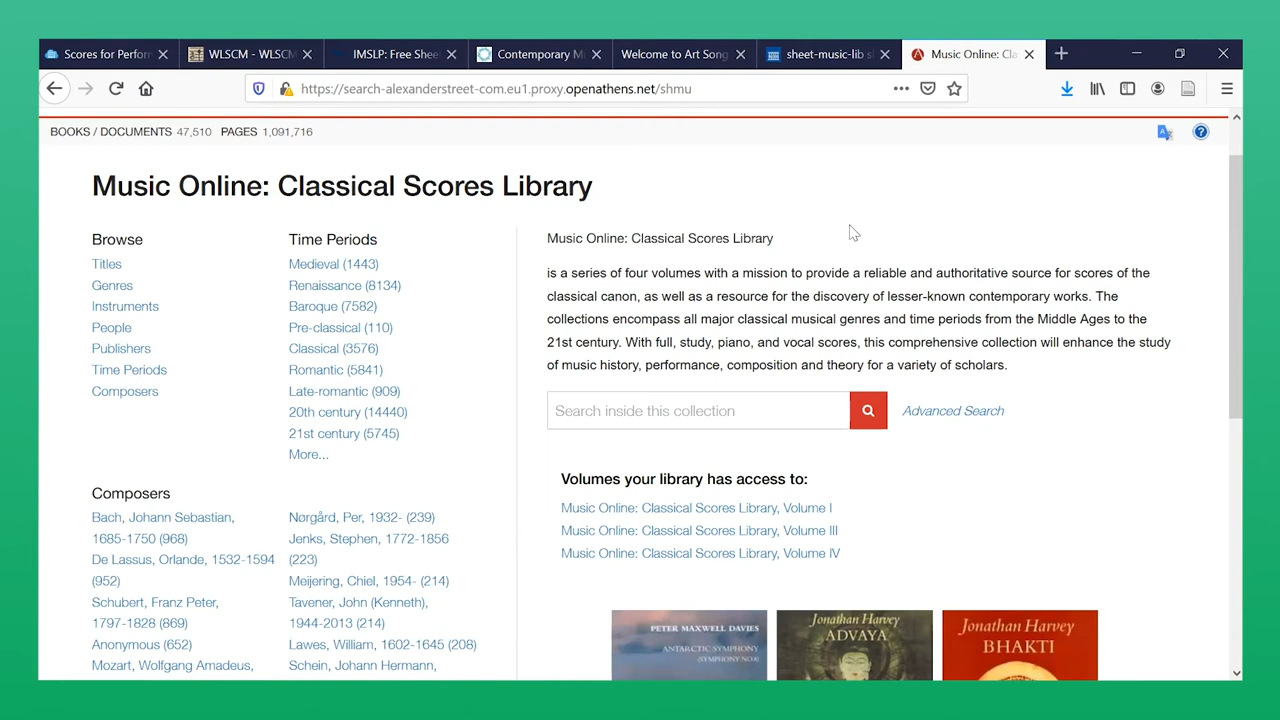 Scores for Perforn
WLSCM - WLSCM
IMSLP: Free Shee
Contemporary Mu
Welcome to Art Song
sheet-music-lib sl
Music Online: Cla
https://search-alexanderstreet-com.eu1.proxy.openathens.net/shmu
BOOKS / DOCUMENTS 47,510 PAGES 1,091,716
Music Online: Classical Scores Library
Browse
Titles
Genres
Instruments
People
Publishers
Time Periods
Composers
Time Periods
Medieval (1443)
Renaissance (8134)
Baroque (7582)
Pre-classical (110)
Classical (3576)
Romantic (5841)
Late-romantic (909)
20th century (14440)
21st century (5745)
More...
Composers
Bach, Johann Sebastian,
1685-1750 (968)
De Lassus, Orlande, 1532-1594
(952)
Schubert, Franz Peter,
1797-1828 (869)
Anonymous (652)
Mozart, Wolfgang Amadeus,
Nørgård, Per, 1932- (239)
Jenks, Stephen, 1772-1856
(223)
Meijering, Chiel, 1954- (214)
Tavener, John (Kenneth),
1944-2013 (214)
Lawes, William, 1602-1645 (208)
Schein, Johann Hermann,
Music Online: Classical Scores Library
is a series of four volumes with a mission to provide a reliable and authoritative source for scores of the
classical canon, as well as a resource for the discovery of lesser-known contemporary works. The
collections encompass all major classical musical genres and time periods from the Middle Ages to the
21st century. With full, study, piano, and vocal scores, this comprehensive collection will enhance the study
of music history, performance, composition and theory for a variety of scholars.
Search inside this collection
Advanced Search
Volumes your library has access to:
Music Online: Classical Scores Library, Volume I
Music Online: Classical Scores Library, Volume III
Music Online: Classical Scores Library, Volume IV
PETER MAXWELL DAVIES
ANTARCTIC SYMPHONY
(SYMPHONY NO.8)
Jonathan Harvey
ADVAYA
Jonathan Harvey
BHAKTI